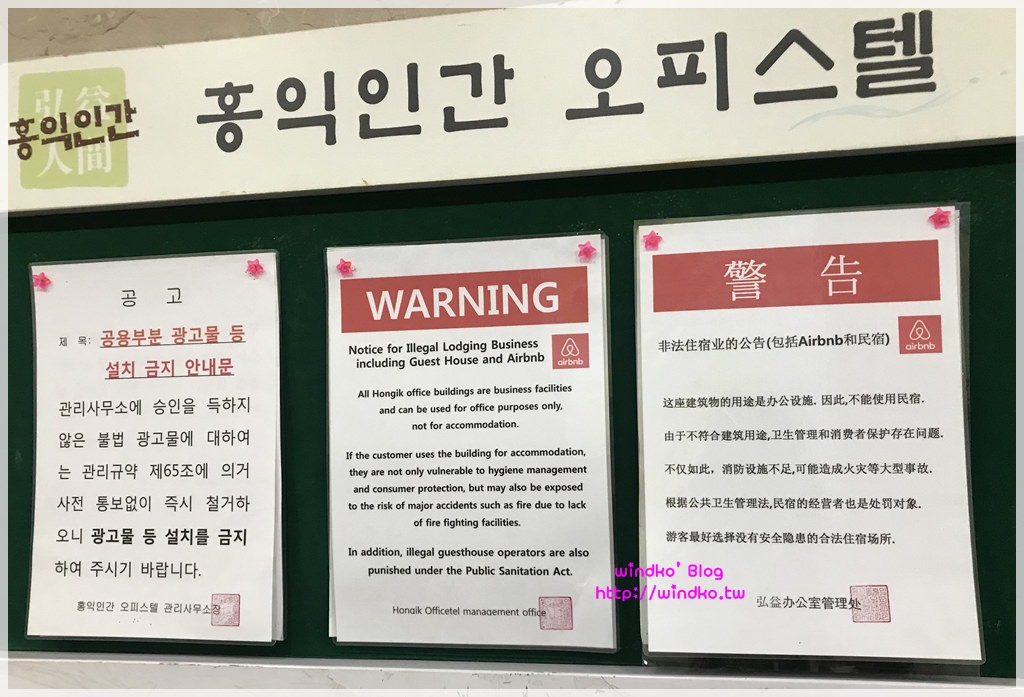 弘益
人間
홍익인간
홍익인간 오피스텔
공 고
제 목: 공용부분 광고물 등
설치 금지 안내문
관리사무소에 승인을 득하지
않은 불법 광고물에 대하여
는 관리규약 제65조에 의거
사전 통보없이 즉시 철거하
오니 광고물 등 설치를 금지
하여 주시기 바랍니다.
홍익인간 오피스텔 관리사무소장
WARNING
Notice for Illegal Lodging Business
including Guest House and Airbnb
airbnb
All Hongik office buildings are business facilities
and can be used for office purposes only,
not for accommodation.
If the customer uses the building for accommodation,
they are not only vulnerable to hygiene management
and consumer protection, but may also be exposed
to the risk of major accidents such as fire due to lack
of fire fighting facilities.
In addition, illegal guesthouse operators are also
punished under the Public Sanitation Act.
Hongik Officetel management office
警 告
非法住宿业的公告(包括Airbnb和民宿)
airbnb
这座建筑物的用途是办公设施. 因此,不能使用民宿.
由于不符合建筑用途,卫生管理和消费者保护存在问题.
不仅如此，消防设施不足,可能造成火灾等大型事故.
根据公共卫生管理法,民宿的经营者也是处罚对象.
游客最好选择没有安全隐患的合法住宿场所.
弘益办公室管理处
windko' Blog
http://windko.tw